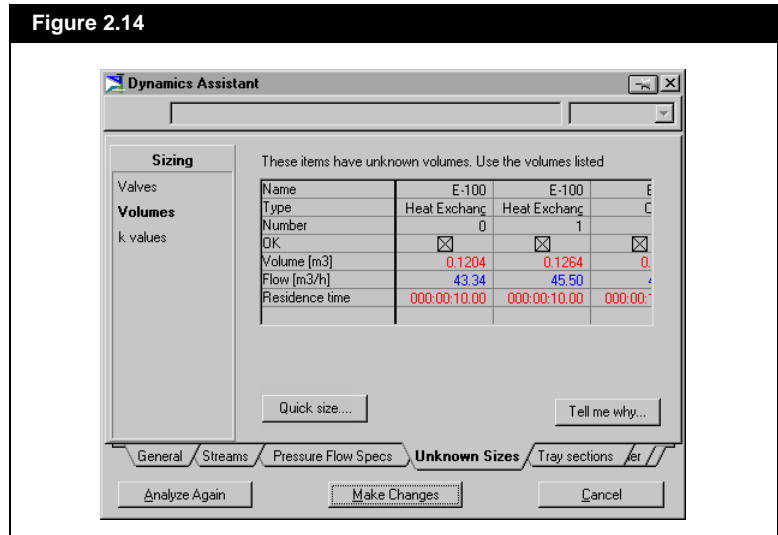 Figure 2.14
Dynamics Assistant
Sizing
Valves
Volumes
k values
These items have unknown volumes. Use the volumes listed
Name E-100 E-100
Type Heat Exchang Heat Exchang
Number 0 1
OK
Volume [m3] 0.1204 0.1264 0.
Flow [m3/h] 43.34 45.50
Residence time 000:00:10.00 000:00:10.00 000:00:
Quick size....
Tell me why...
General Streams Pressure Flow Specs Unknown Sizes Tray sections
Analyze Again Make Changes Cancel